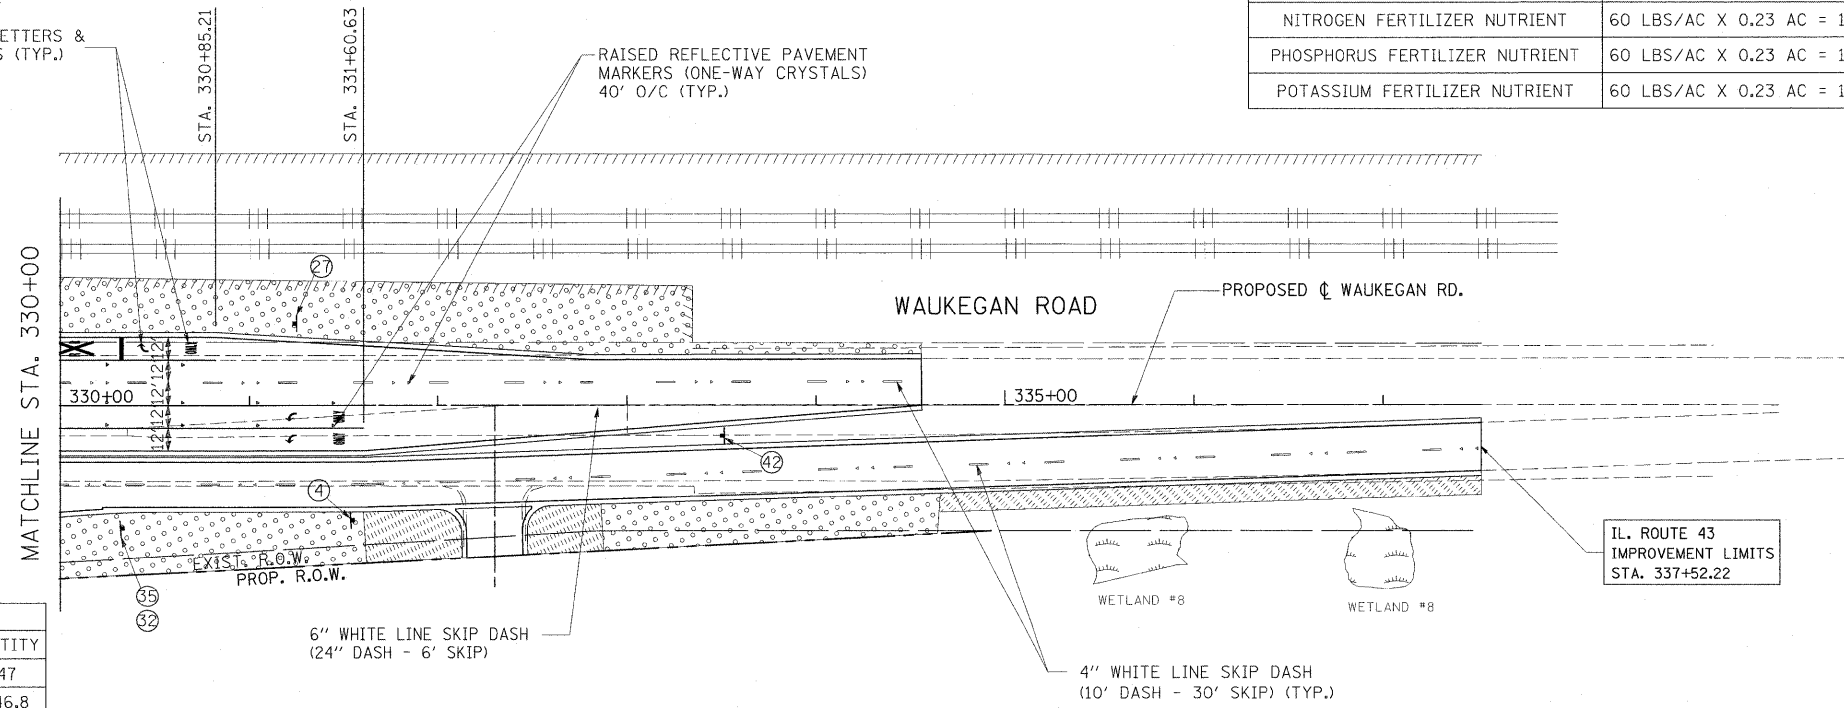 ETTERS &
S (TYP.)
STA. 330+85.21
STA. 331+60.63
RAISED REFLECTIVE PAVEMENT
MARKERS (ONE-WAY CRYSTALS)
40' O/C (TYP.)
NITROGEN FERTILIZER NUTRIENT 60 LBS/AC X 0.23 AC = 1
PHOSPHORUS FERTILIZER NUTRIENT 60 LBS/AC X 0.23 AC = 1
POTASSIUM FERTILIZER NUTRIENT 60 LBS/AC X 0.23 AC = 1
MATCHLINE STA. 330+00
27
WAUKEGAN ROAD
PROPOSED ℄ WAUKEGAN RD.
12'
12'
12'
12'
12'
330+00
335+00
42
4
EXIST. R.O.W.
PROP. R.O.W.
35
32
WETLAND #8
WETLAND #8
IL. ROUTE 43
IMPROVEMENT LIMITS
STA. 337+52.22
6" WHITE LINE SKIP DASH
(24" DASH - 6' SKIP)
4" WHITE LINE SKIP DASH
(10' DASH - 30' SKIP) (TYP.)
TITY
47
46.8